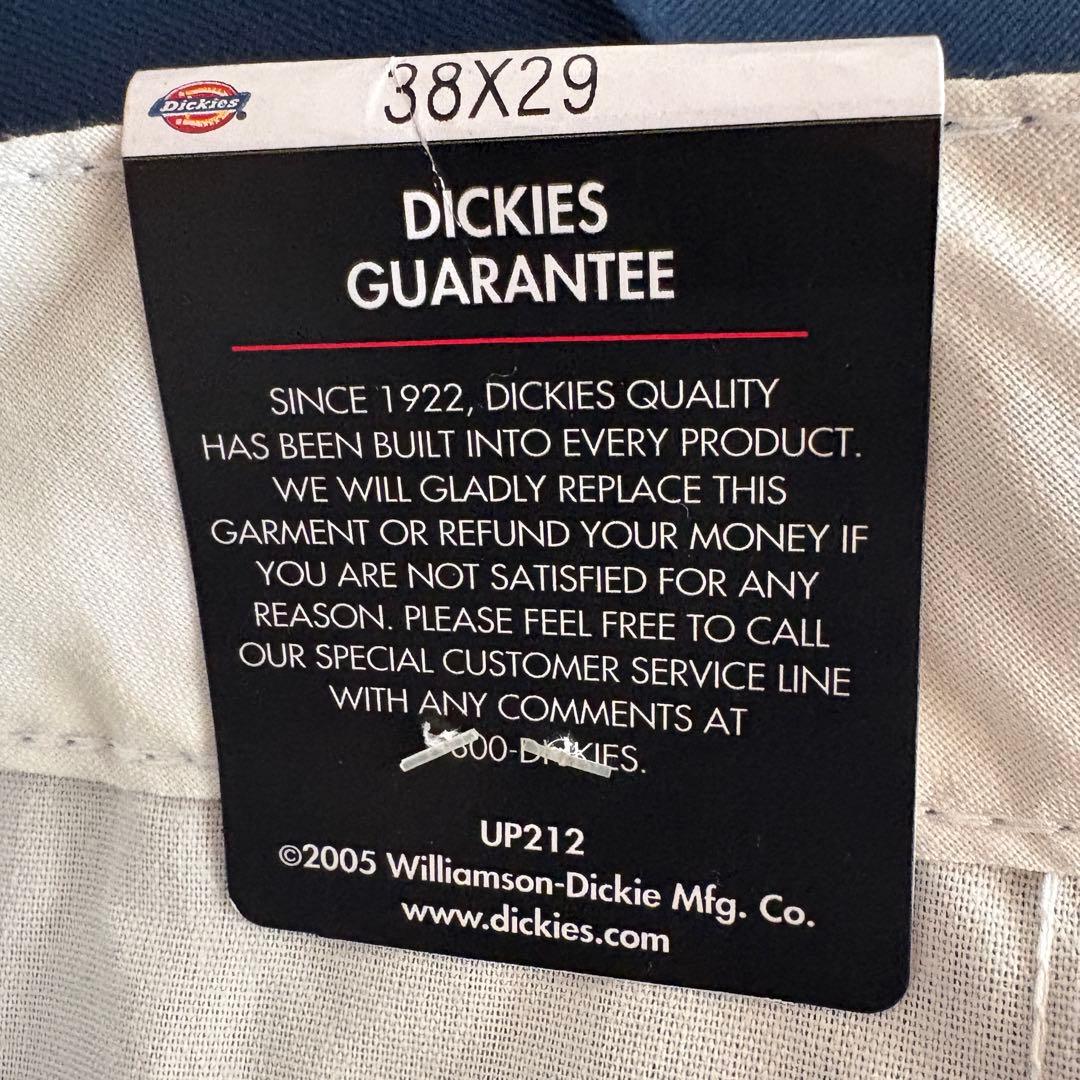 Dickies
38X29
DICKIES
GUARANTEE
SINCE 1922, DICKIES QUALITY
HAS BEEN BUILT INTO EVERY PRODUCT.
WE WILL GLADLY REPLACE THIS
GARMENT OR REFUND YOUR MONEY IF
YOU ARE NOT SATISFIED FOR ANY
REASON. PLEASE FEEL FREE TO CALL
OUR SPECIAL CUSTOMER SERVICE LINE
WITH ANY COMMENTS AT
UP212
©2005 Williamson-Dickie Mfg. Co.
www.dickies.com